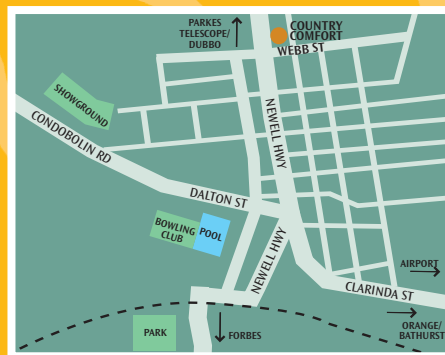 PARKES
TELESCOPE/
DUBBO
COUNTRY
COMFORT
WEBB ST
SHOWGROUND
NEWELL HWY
CONDOBOLIN RD
DALTON ST
BOWLING
CLUB
POOL
NEWELL HWY
AIRPORT
CLARINDA ST
ORANGE/
BATHURST
PARK
FORBES